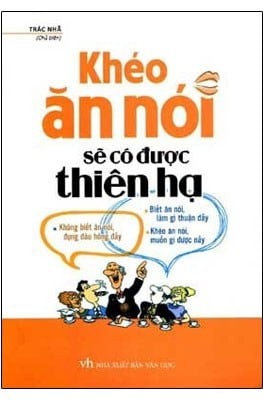 TRÁC NHÃ
(Chủ biên)
Khéo
ăn nói
sẽ có được
thiên hạ
Không biết ăn nói,
đụng đâu hỏng đấy
Biết ăn nói,
làm gì thuận đấy
Khéo ăn nói,
muốn gì được nấy
vh NHÀ XUẤT BẢN VĂN HỌC